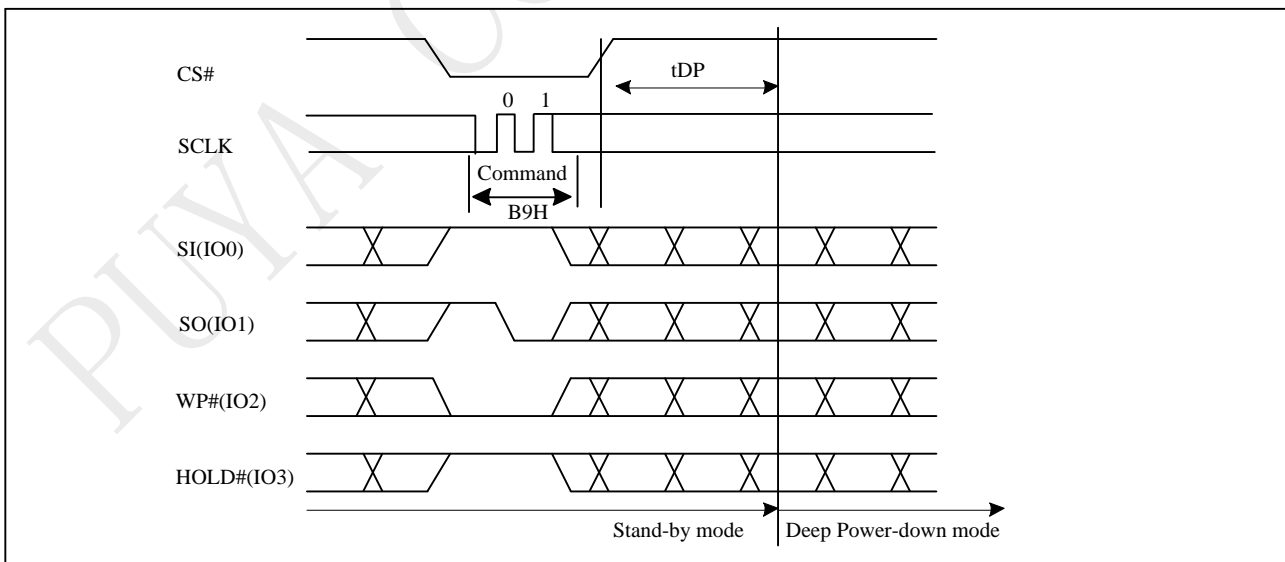 CS#
tDP
0 1
SCLK
Command
B9H
SI(IO0)
SO(IO1)
WP#(IO2)
HOLD#(IO3)
Stand-by mode Deep Power-down mode
PUYA